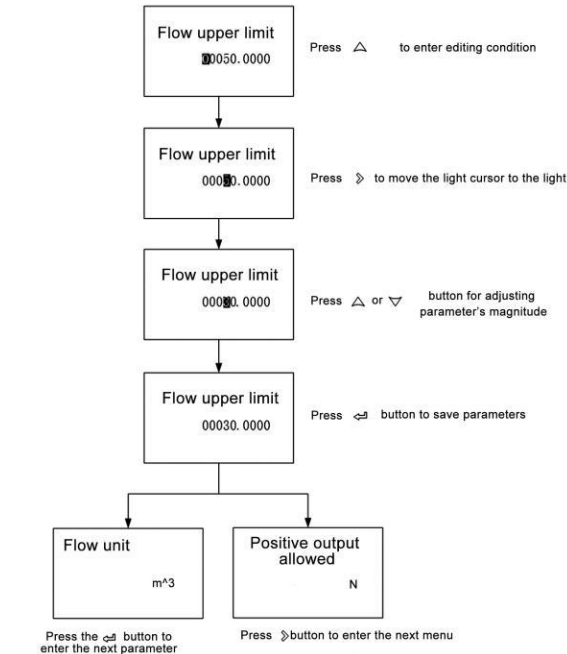 Flow upper limit
00050.0000
Press △ to enter editing condition
Flow upper limit
00050.0000
Press to move the light cursor to the light
Flow upper limit
00030.0000
Press △ or ▽ button for adjusting
parameter's magnitude
Flow upper limit
00030.0000
Press ⏎ button to save parameters
Flow unit
m^3
Positive output
allowed
N
Press the ⏎ button to
enter the next parameter
Press button to enter the next menu